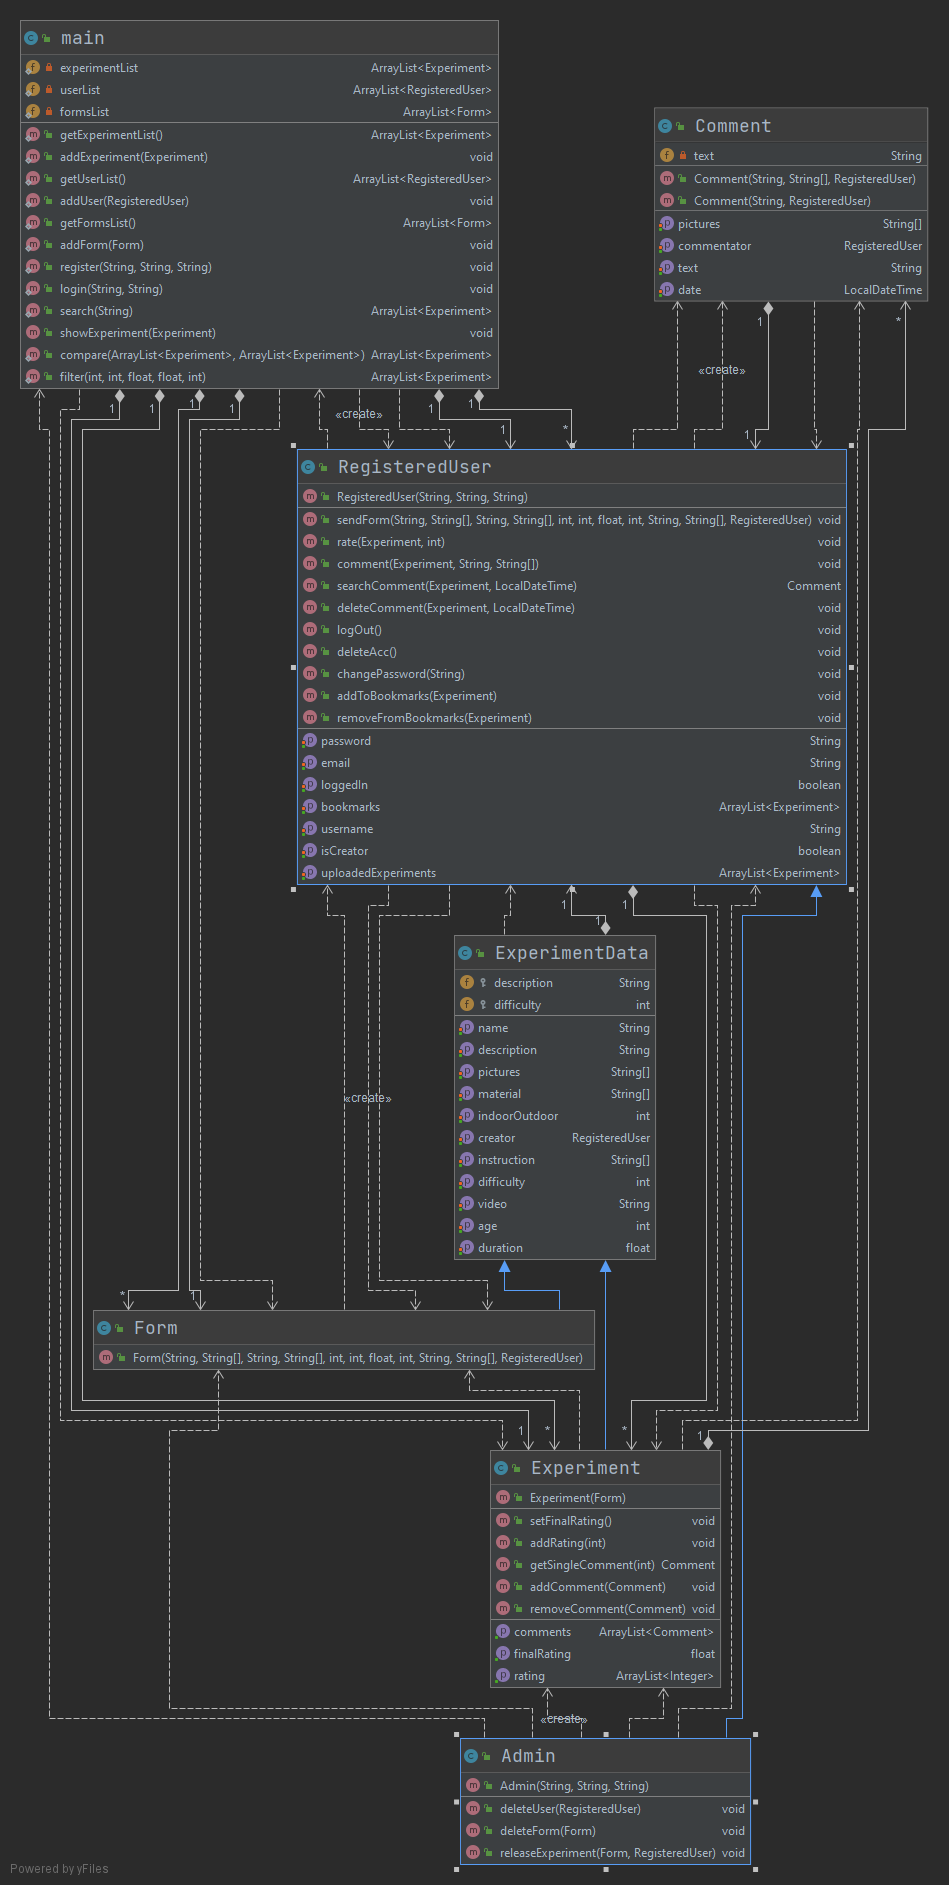 main
experimentList ArrayList<Experiment>
userList ArrayList<RegisteredUser>
formsList ArrayList<Form>
getExperimentList() ArrayList<Experiment>
addExperiment(Experiment) void
getUserList() ArrayList<RegisteredUser>
addUser(RegisteredUser) void
getFormsList() ArrayList<Form>
addForm(Form) void
register(String, String, String) void
login(String, String) void
search(String) ArrayList<Experiment>
showExperiment(Experiment) void
compare(ArrayList<Experiment>, ArrayList<Experiment>) ArrayList<Experiment>
filter(int, int, float, float, int) ArrayList<Experiment>
Comment
text String
Comment(String, String[], RegisteredUser)
Comment(String, RegisteredUser)
pictures String[]
commentator RegisteredUser
text String
date LocalDateTime
1 *
«create»
1 1 1 1 1 1
«create»
1 * 1
RegisteredUser
RegisteredUser(String, String, String)
sendForm(String, String[], String, String[], int, int, float, int, String, String[], RegisteredUser) void
rate(Experiment, int) void
comment(Experiment, String, String[]) void
searchComment(Experiment, LocalDateTime) Comment
deleteComment(Experiment, LocalDateTime) void
logOut() void
deleteAcc() void
changePassword(String) void
addToBookmarks(Experiment) void
removeFromBookmarks(Experiment) void
password String
email String
loggedIn boolean
bookmarks ArrayList<Experiment>
username String
isCreator boolean
uploadedExperiments ArrayList<Experiment>
1 1
1
ExperimentData
description String
difficulty int
name String
description String
pictures String[]
material String[]
indoorOutdoor int
creator RegisteredUser
instruction String[]
difficulty int
video String
age int
duration float
«create»
* 1
Form
Form(String, String[], String, String[], int, int, float, int, String, String[], RegisteredUser)
1 * * 1
Experiment
Experiment(Form)
setFinalRating() void
addRating(int) void
getSingleComment(int) Comment
addComment(Comment) void
removeComment(Comment) void
comments ArrayList<Comment>
finalRating float
rating ArrayList<Integer>
«create»
Admin
Admin(String, String, String)
deleteUser(RegisteredUser) void
deleteForm(Form) void
releaseExperiment(Form, RegisteredUser) void
Powered by yFiles